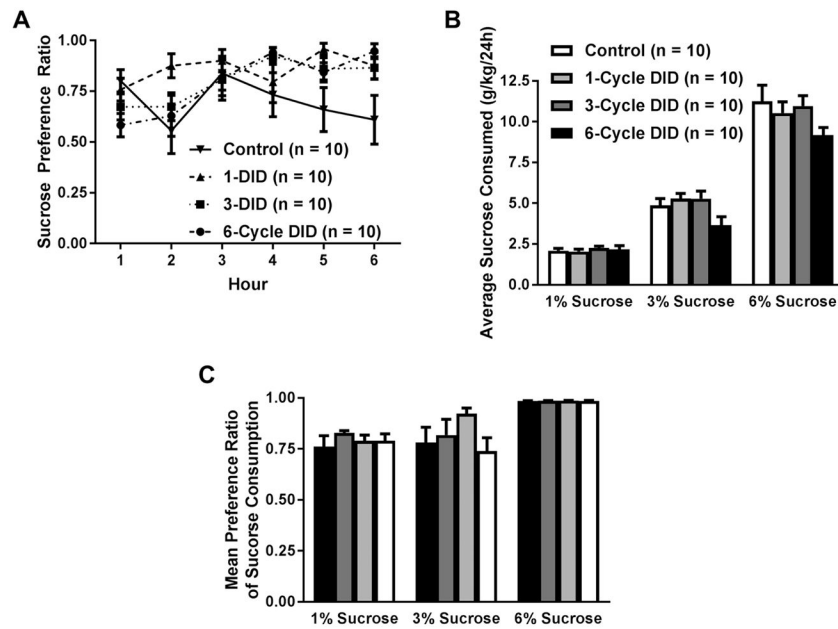 A
Sucrose Preference Ratio
1.00
0.75
0.50
0.25
0.00
Control (n = 10)
1-DID (n = 10)
3-DID (n = 10)
6-Cycle DID (n = 10)
1 2 3 4 5 6
Hour
B
Average Sucrose Consumed (g/kg/24h)
12.5
10.0
7.5
5.0
2.5
0.0
Control (n = 10)
1-Cycle DID (n = 10)
3-Cycle DID (n = 10)
6-Cycle DID (n = 10)
1% Sucrose 3% Sucrose 6% Sucrose
C
Mean Preference Ratio
of Sucorse Consumption
1.00
0.75
0.50
0.25
0.00
1% Sucrose 3% Sucrose 6% Sucrose